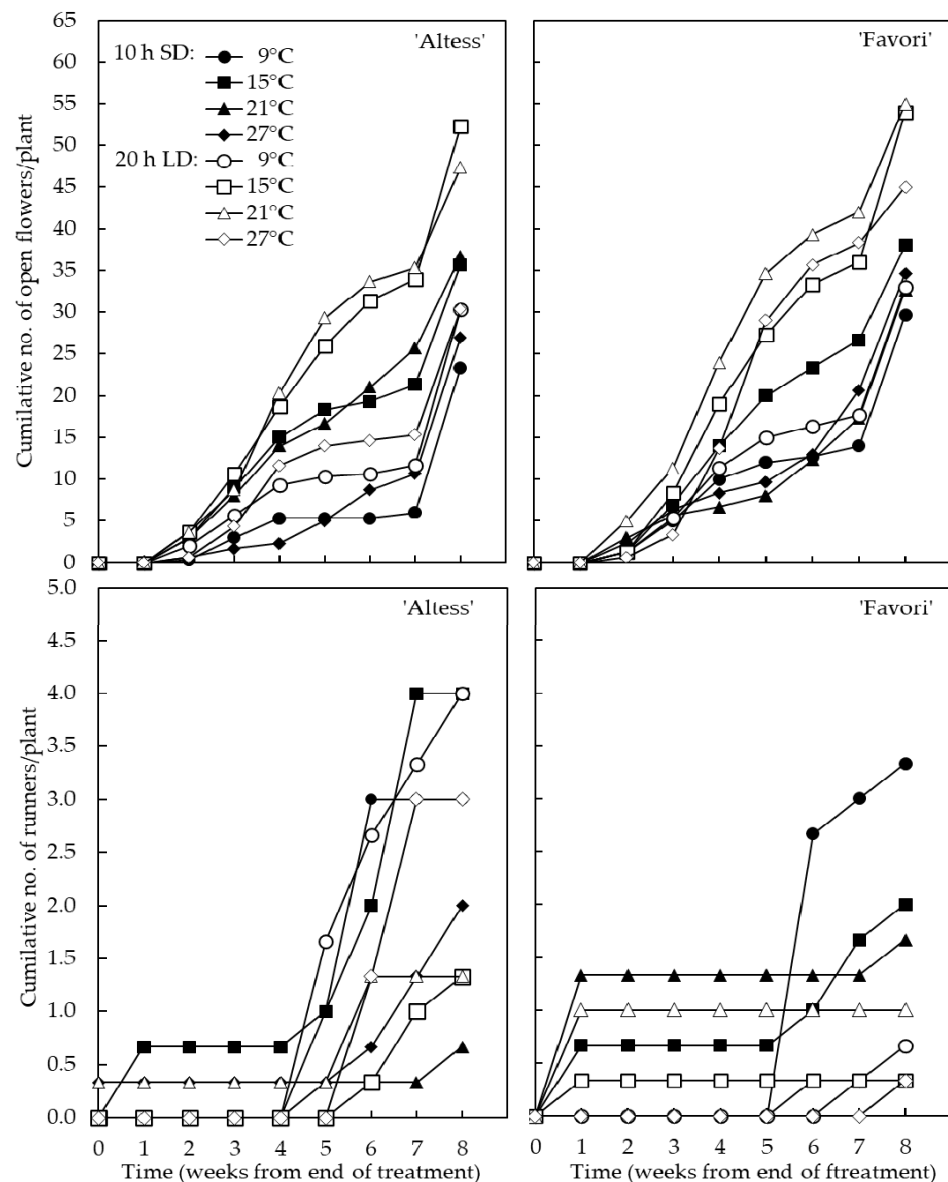 65
60
55
50
45
40
35
30
25
20
15
10
5
0
Cumilative no. of open flowers/plant
'Altess'
10 h SD: 9°C
15°C
21°C
27°C
20 h LD: 9°C
15°C
21°C
27°C
'Favori'
5.0
4.5
4.0
3.5
3.0
2.5
2.0
1.5
1.0
0.5
0.0
Cumilative no. of runners/plant
'Altess'
0 1 2 3 4 5 6 7 8
Time (weeks from end of treatment)
'Favori'
0 1 2 3 4 5 6 7 8
Time (weeks from end of ftreatment)